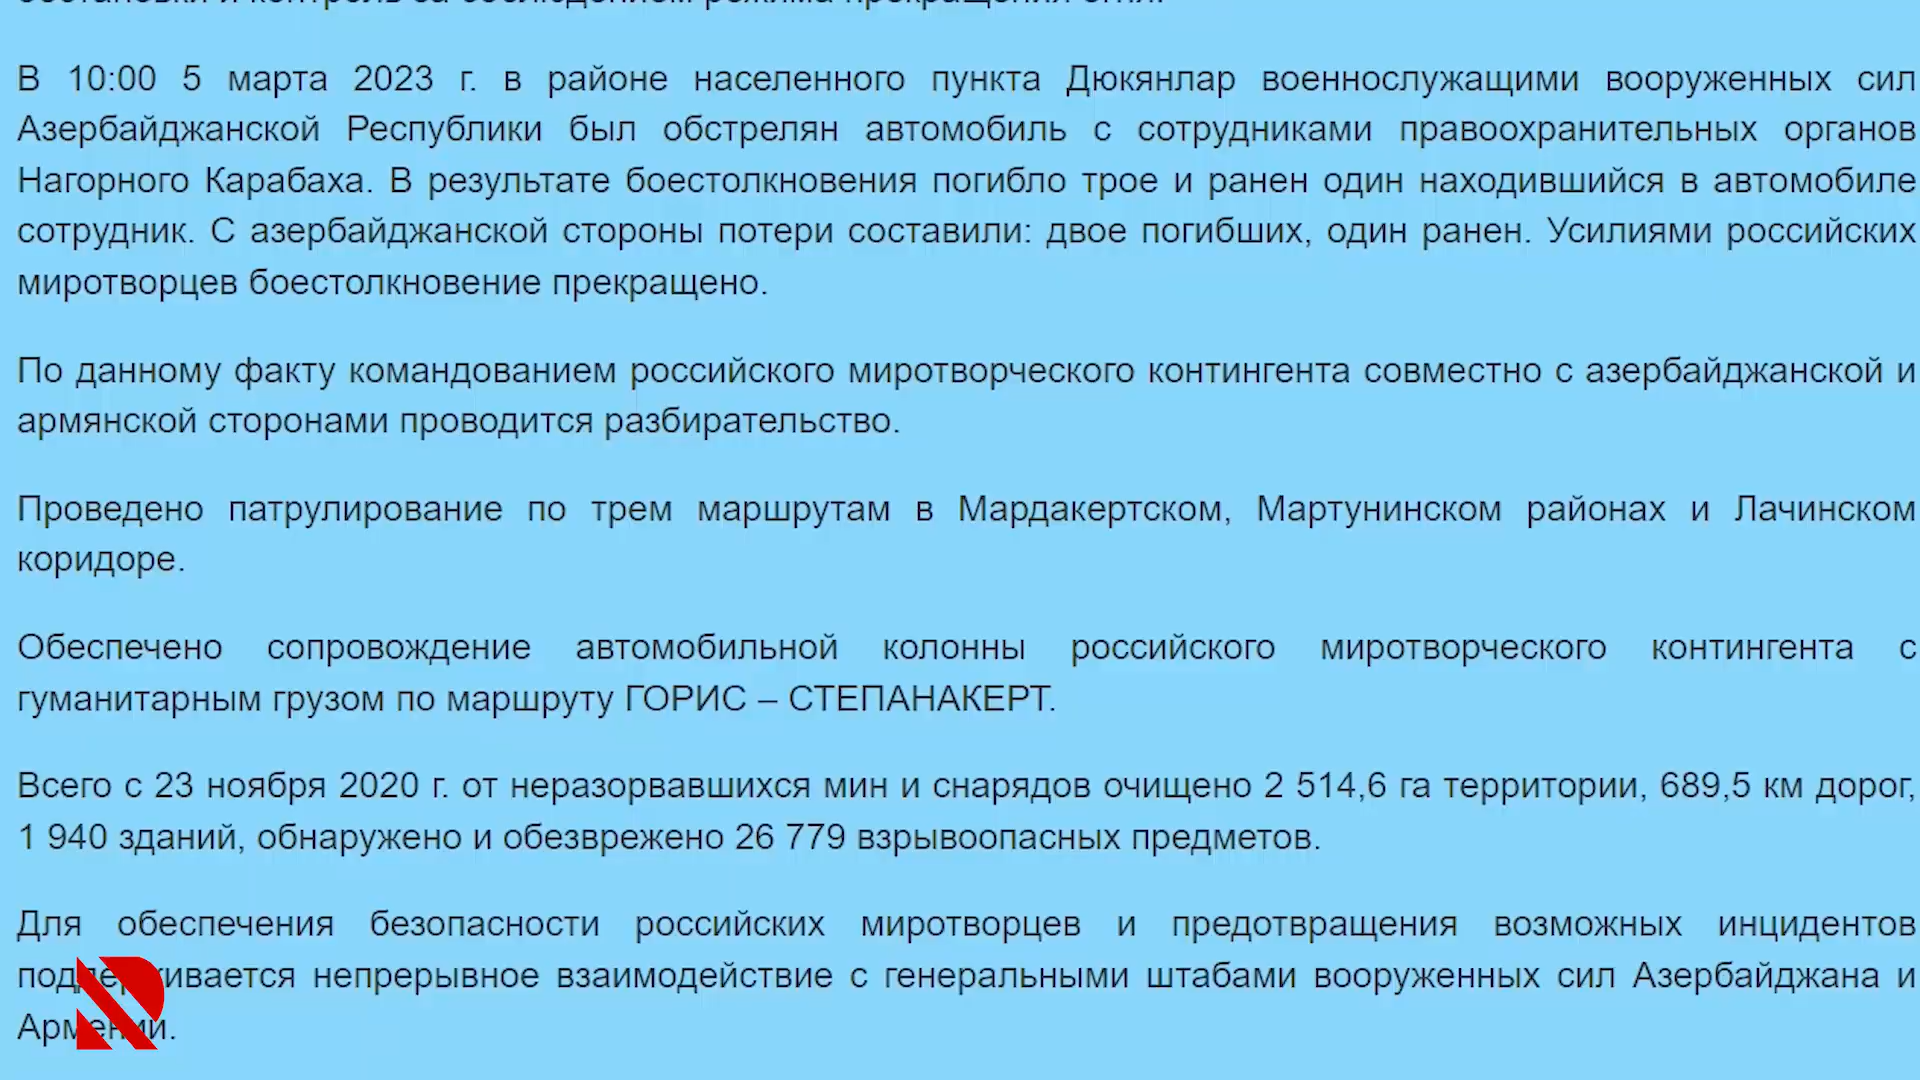 В 10:00 5 марта 2023 г. в районе населенного пункта Дюкянлар военнослужащими вооруженных сил
Азербайджанской Республики был обстрелян автомобиль с сотрудниками правоохранительных органов
Нагорного Карабаха. В результате боестолкновения погибло трое и ранен один находившийся в автомобиле
сотрудник. С азербайджанской стороны потери составили: двое погибших, один ранен. Усилиями российских
миротворцев боестолкновение прекращено.
По данному факту командованием российского миротворческого контингента совместно с азербайджанской и
армянской сторонами проводится разбирательство.
Проведено патрулирование по трем маршрутам в Мардакертском, Мартунинском районах и Лачинском
коридоре.
Обеспечено сопровождение автомобильной колонны российского миротворческого контингента с
гуманитарным грузом по маршруту ГОРИС – СТЕПАНАКЕРТ.
Всего с 23 ноября 2020 г. от неразорвавшихся мин и снарядов очищено 2 514,6 га территории, 689,5 км дорог,
1 940 зданий, обнаружено и обезврежено 26 779 взрывоопасных предметов.
Для обеспечения безопасности российских миротворцев и предотвращения возможных инцидентов
поддерживается непрерывное взаимодействие с генеральными штабами вооруженных сил Азербайджана и
Армении.